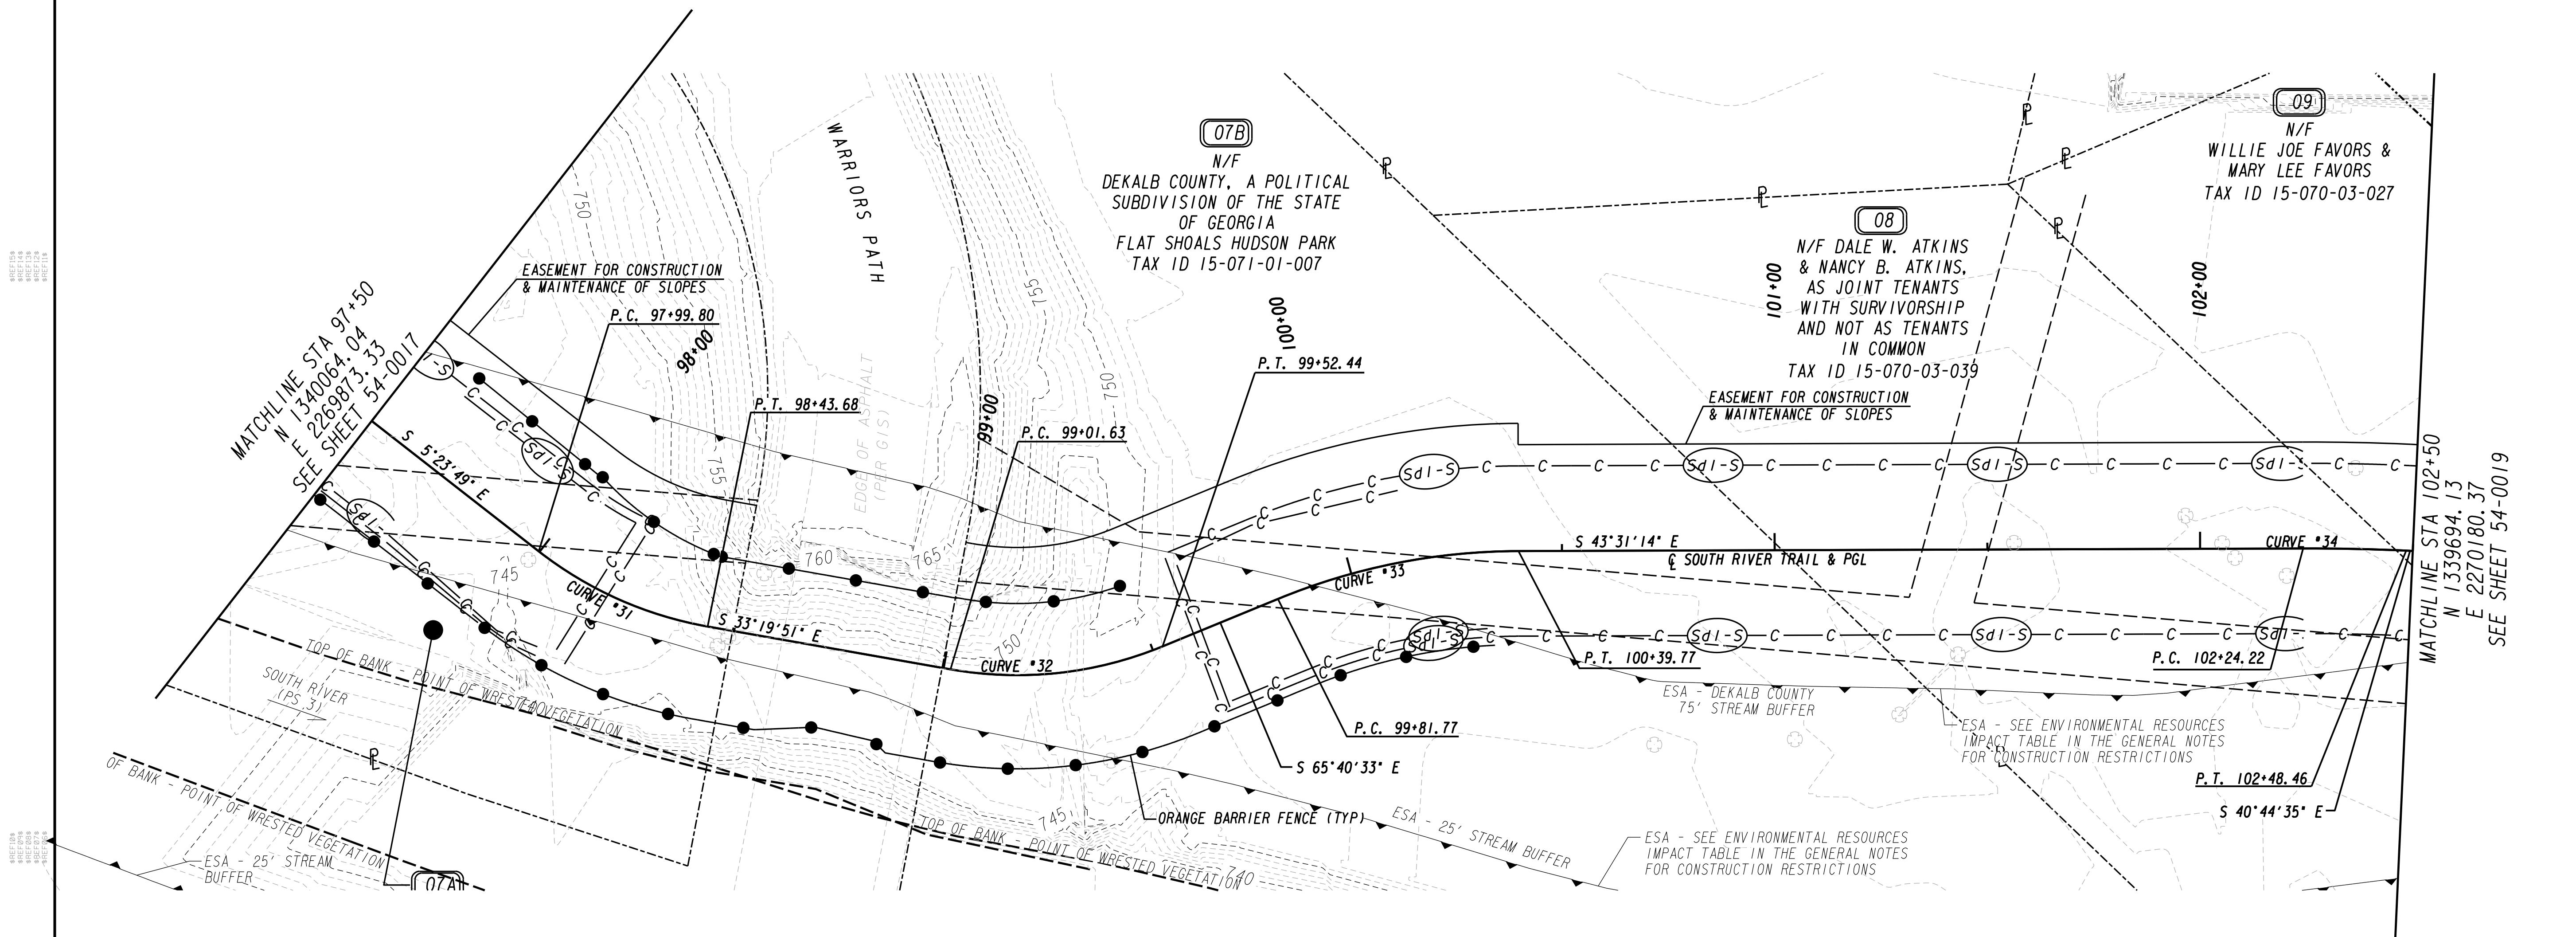 MATCHLINE STA 97+50
N 1340064.04
E 2269873.33
SEE SHEET 54-0017
EASEMENT FOR CONSTRUCTION
& MAINTENANCE OF SLOPES
P.C. 97+99.80
98+00
P.T. 98+43.68
WARRIORS PATH
EDGE OF ASPHALT
(PER GIS)
99+00
P.C. 99+01.63
07B
N/F
DEKALB COUNTY, A POLITICAL
SUBDIVISION OF THE STATE
OF GEORGIA
FLAT SHOALS HUDSON PARK
TAX ID 15-071-01-007
100+00
P.T. 99+52.44
101+00
08
N/F DALE W. ATKINS
& NANCY B. ATKINS,
AS JOINT TENANTS
WITH SURVIVORSHIP
AND NOT AS TENANTS
IN COMMON
TAX ID 15-070-03-039
EASEMENT FOR CONSTRUCTION
& MAINTENANCE OF SLOPES
102+00
09
N/F
WILLIE JOE FAVORS &
MARY LEE FAVORS
TAX ID 15-070-03-027
MATCHLINE STA 102+50
N 1339694.13
E 2270180.37
SEE SHEET 54-0019
750
755
755
750
760
765
745
750
740
745
740
S 5°23'49" E
CURVE #31
S 33°19'51" E
CURVE #32
CURVE #33
S 43°31'14" E
℄ SOUTH RIVER TRAIL & PGL
CURVE #34
Sd1-S
Sd1-S
Sd1-S
Sd1-S
Sd1-S
Sd1-S
Sd1-S
P.T. 100+39.77
P.C. 102+24.22
P.C. 99+81.77
S 65°40'33" E
P.T. 102+48.46
S 40°44'35" E
ESA - DEKALB COUNTY
75' STREAM BUFFER
ESA - SEE ENVIRONMENTAL RESOURCES
IMPACT TABLE IN THE GENERAL NOTES
FOR CONSTRUCTION RESTRICTIONS
ORANGE BARRIER FENCE (TYP)
ESA - 25' STREAM BUFFER
ESA - SEE ENVIRONMENTAL RESOURCES
IMPACT TABLE IN THE GENERAL NOTES
FOR CONSTRUCTION RESTRICTIONS
TOP OF BANK - POINT OF WRESTED VEGETATION
SOUTH RIVER
(PS 3)
OF BANK - POINT OF WRESTED VEGETATION
TOP OF BANK - POINT OF WRESTED VEGETATION
ESA - 25' STREAM
BUFFER
07A